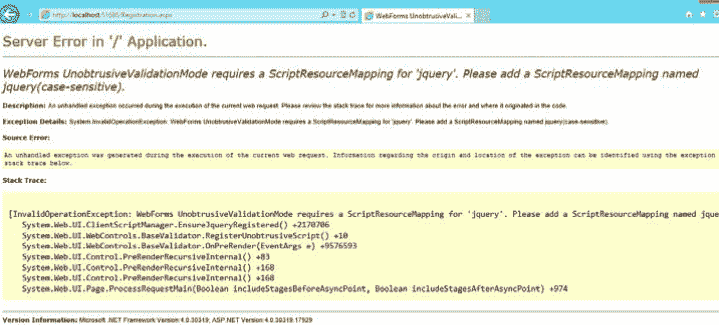 http://localhost:51685/Registration.aspx
WebForms UnobtrusiveVali...
Server Error in '/' Application.
WebForms UnobtrusiveValidationMode requires a ScriptResourceMapping for 'jquery'. Please add a ScriptResourceMapping named
jquery(case-sensitive).
Description: An unhandled exception occurred during the execution of the current web request. Please review the stack trace for more information about the error and where it originated in the code.
Exception Details: System.InvalidOperationException: WebForms UnobtrusiveValidationMode requires a ScriptResourceMapping for 'jquery'. Please add a ScriptResourceMapping named jquery(case-sensitive).
Source Error:
An unhandled exception was generated during the execution of the current web request. Information regarding the origin and location of the exception can be identified using the exception
stack trace below.
Stack Trace:
[InvalidOperationException: WebForms UnobtrusiveValidationMode requires a ScriptResourceMapping for 'jquery'. Please add a ScriptResourceMapping named jque
System.Web.UI.ClientScriptManager.EnsureJqueryRegistered() +2170706
System.Web.UI.WebControls.BaseValidator.RegisterUnobtrusiveScript() +10
System.Web.UI.WebControls.BaseValidator.OnPreRender(EventArgs e) +9576593
System.Web.UI.Control.PreRenderRecursiveInternal() +83
System.Web.UI.Control.PreRenderRecursiveInternal() +168
System.Web.UI.Control.PreRenderRecursiveInternal() +168
System.Web.UI.Page.ProcessRequestMain(Boolean includeStagesBeforeAsyncPoint, Boolean includeStagesAfterAsyncPoint) +974
Version Information: Microsoft .NET Framework Version:4.0.30319; ASP.NET Version:4.0.30319.17929